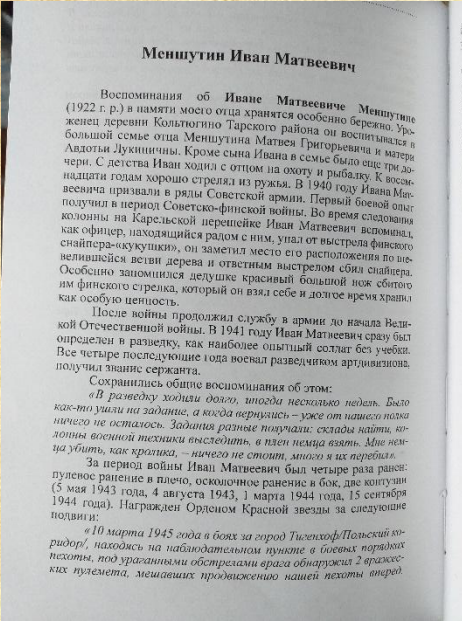 Меншутин Иван Матвеевич
Воспоминания об Иване Матвеевиче Меншутине
(1922 г. р.) в памяти моего отца хранятся особенно бережно. Уро-
женец деревни Кольтюгино Тарского района он воспитывался в
большой семье отца Меншутина Матвея Григорьевича и матери
Авдотьи Лукиничны. Кроме сына Ивана в семье было еще три до-
чери. С детства Иван ходил с отцом на охоту и рыбалку. К восем-
надцати годам хорошо стрелял из ружья. В 1940 году Ивана Мат-
веевича призвали в ряды Советской армии. Первый боевой опыт
получил в период Советско-финской войны. Во время следования
колонны на Карельской перешейке Иван Матвеевич вспоминал,
как офицер, находящийся радом с ним, упал от выстрела финского
снайпера-«кукушки», он заметил место его расположения по ше-
велившейся ветви дерева и ответным выстрелом сбил снайпера.
Особенно запомнился дедушке красивый большой нож сбитого
им финского стрелка, который он взял себе и долгое время хранил
как особую ценность.
После войны продолжил службу в армии до начала Вели-
кой Отечественной войны. В 1941 году Иван Матвеевич сразу был
определен в разведку, как наиболее опытный солдат без учебки.
Все четыре последующие года воевал разведчиком артдивизиона,
получил звание сержанта.
Сохранились общие воспоминания об этом:
«В разведку ходили долго, иногда несколько недель. Было
как-то ушли на задание, а когда вернулись – уже от нашего полка
ничего не осталось. Задания разные получали: склады найти, ко-
лонны военной техники выследить, в плен немца взять. Мне нем-
ца убить, как кролика, – ничего не стоит, много я их перебил».
За период войны Иван Матвеевич был четыре раза ранен:
пулевое ранение в плечо, осколочное ранение в бок, две контузии
(5 мая 1943 года, 4 августа 1943, 1 марта 1944 года, 15 сентября
1944 года). Награжден Орденом Красной звезды за следующие
подвиги:
«10 марта 1945 года в боях за город Тигенхоф/Польский ко-
ридор/, находясь на наблюдательном пункте в боевых порядках
пехоты, под ураганными обстрелами врага обнаружил 2 вражес-
ких пулемета, мешавших продвижению нашей пехоты вперед.